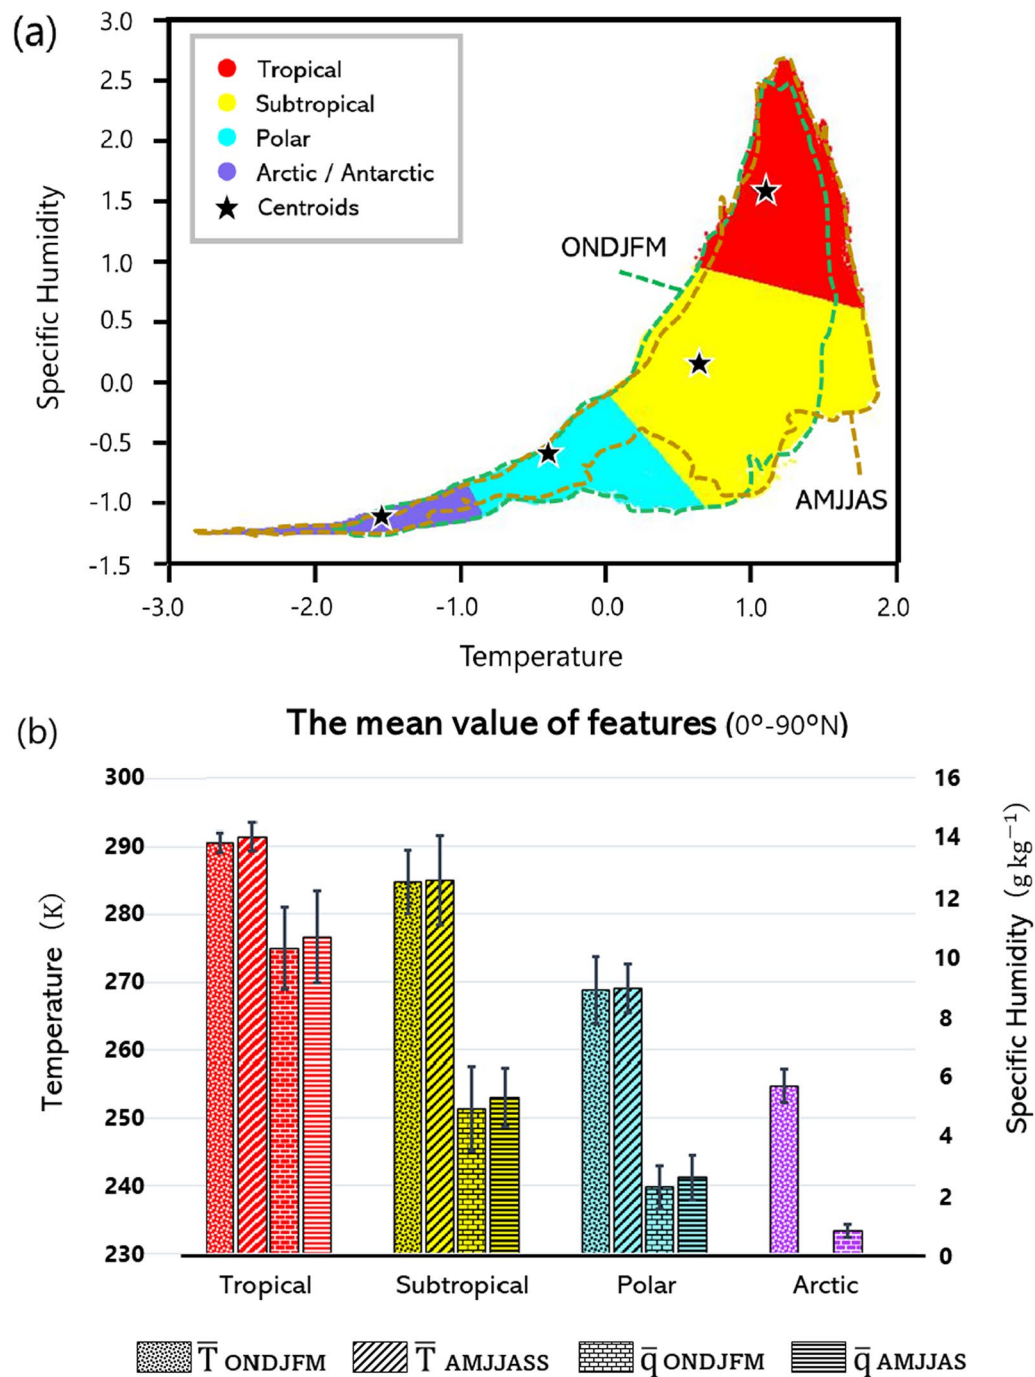 (a)
3.0
2.5
2.0
1.5
1.0
0.5
0.0
-0.5
-1.0
-1.5
Specific Humidity
Tropical
Subtropical
Polar
Arctic / Antarctic
Centroids
ONDJFM
AMJJAS
-3.0 -2.0 -1.0 0.0 1.0 2.0
Temperature
(b)
The mean value of features (0º-90ºN)
300
290
280
270
260
250
240
230
Temperature (K)
16
14
12
10
8
6
4
2
0
Specific Humidity (g kg⁻¹)
Tropical Subtropical Polar Arctic
T̅ ONDJFM T̅ AMJJASS q̅ ONDJFM q̅ AMJJAS